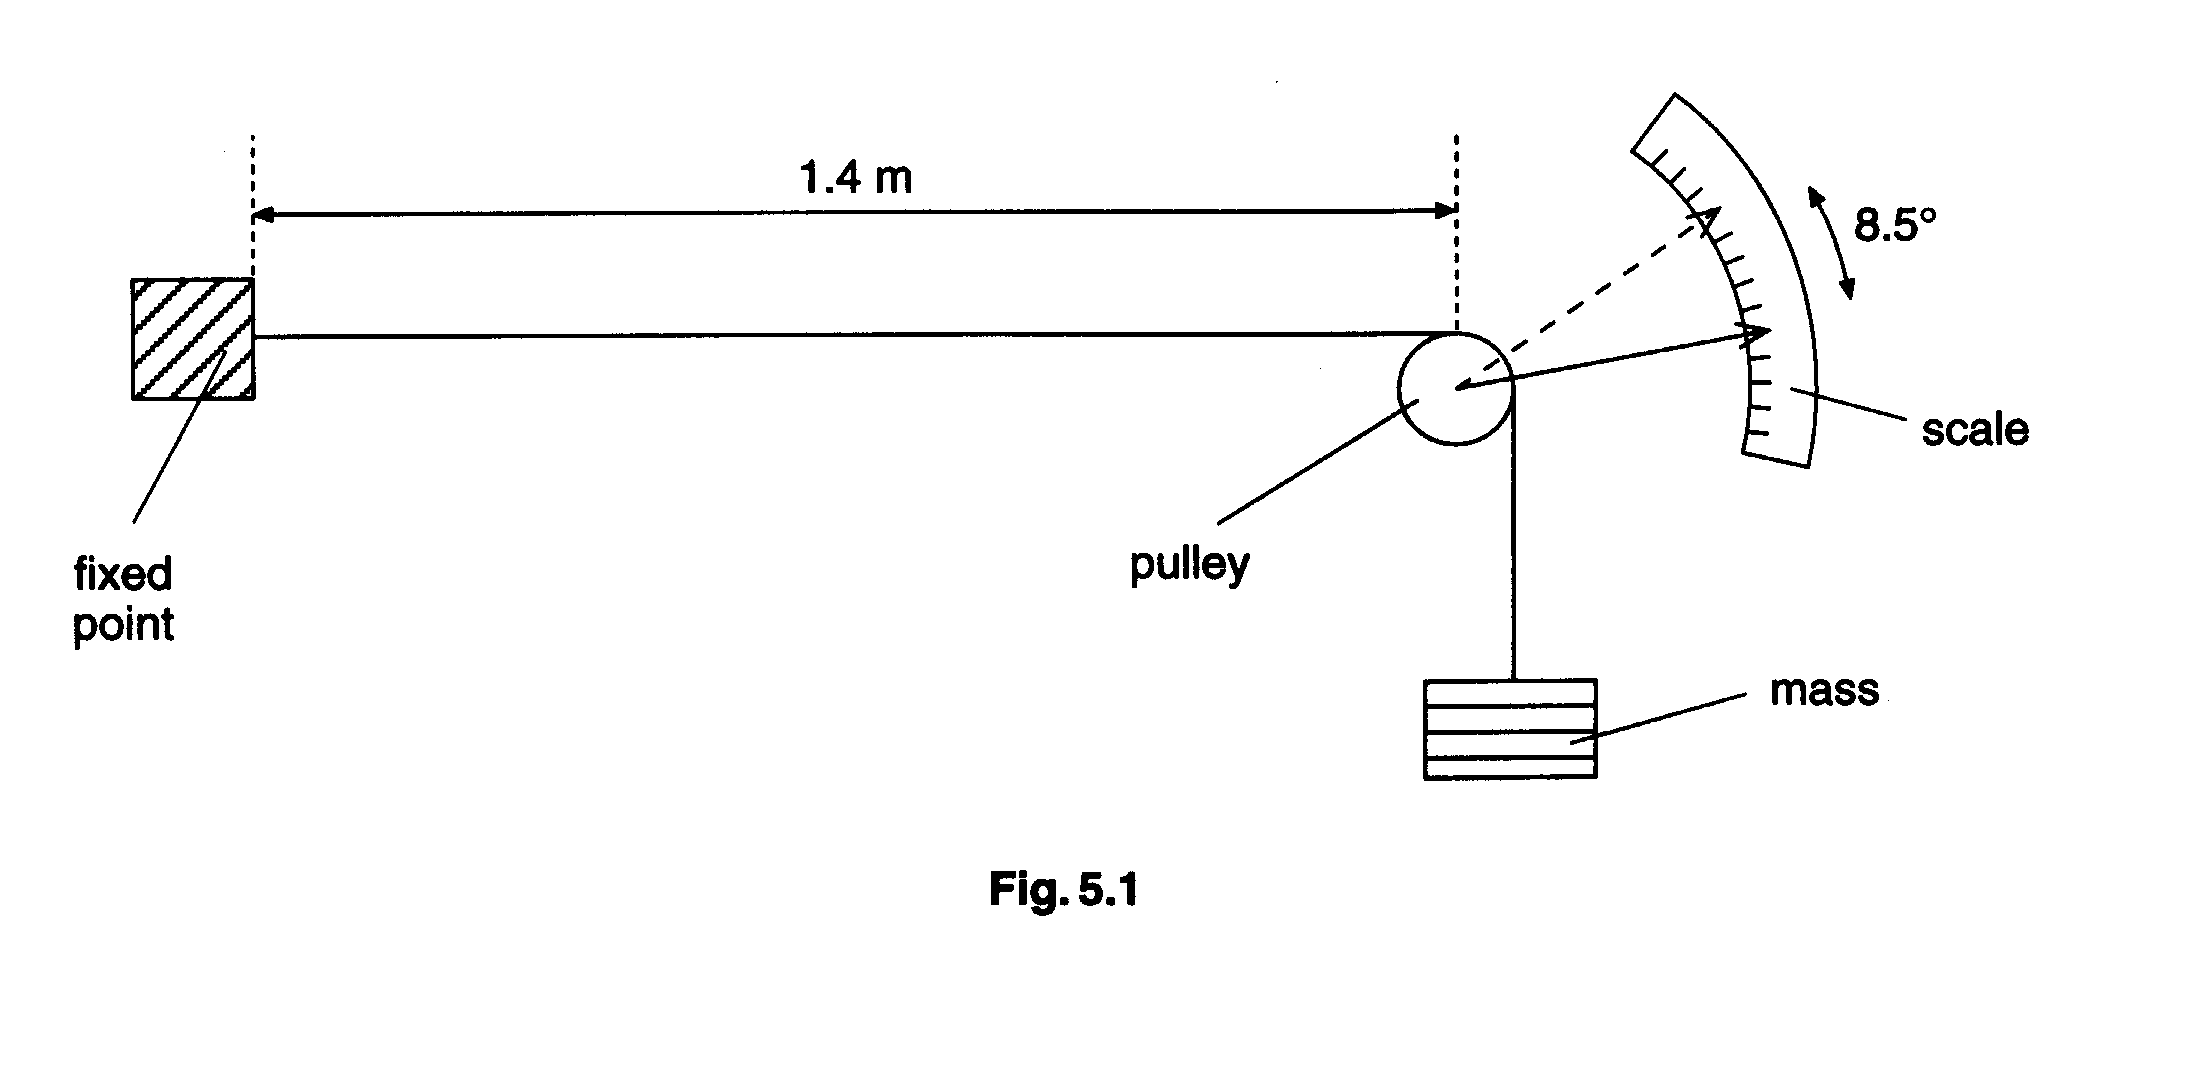 1.4 m
8.5°
scale
fixed
point
pulley
mass
Fig. 5.1